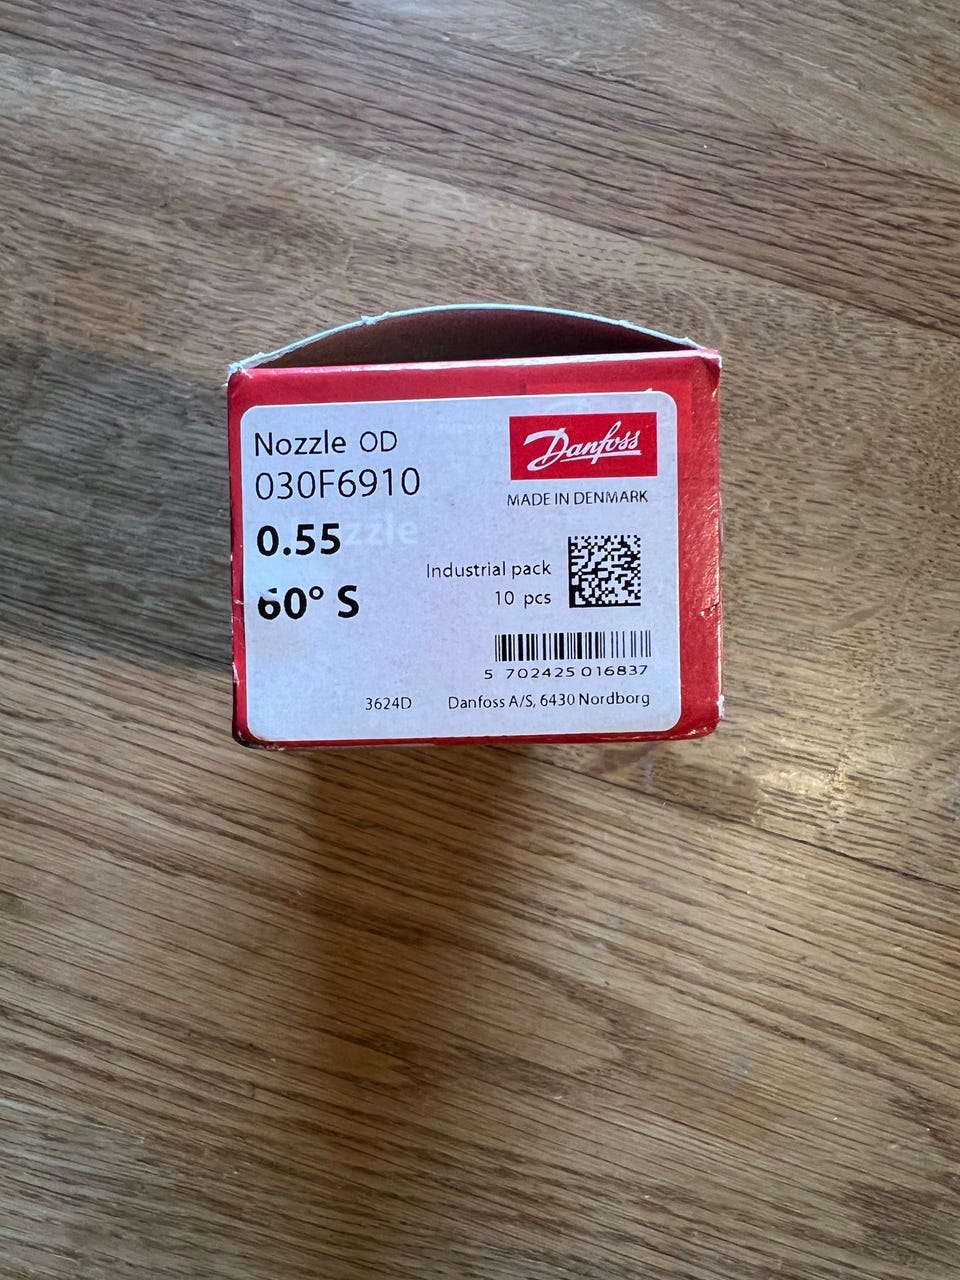 Nozzle OD
030F6910
0.55
60° S
Danfoss
MADE IN DENMARK
Industrial pack
10 pcs
5 702425 016837
3624D
Danfoss A/S, 6430 Nordborg